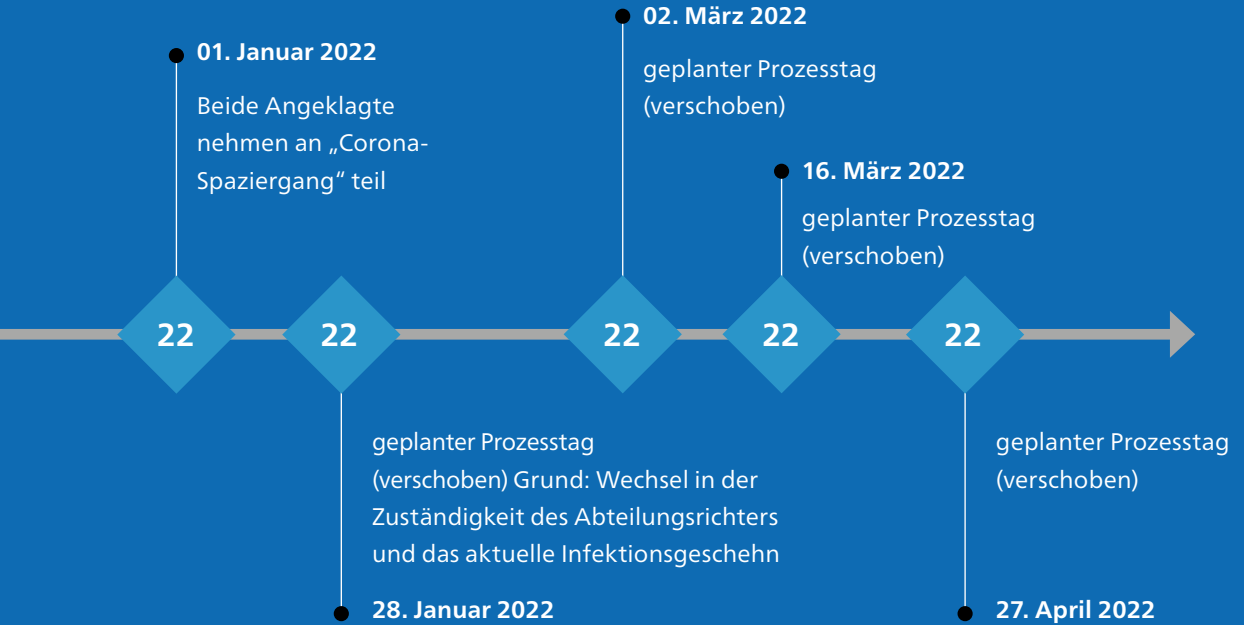 01. Januar 2022
Beide Angeklagte
nehmen an „Corona-
Spaziergang“ teil
02. März 2022
geplanter Prozesstag
(verschoben)
16. März 2022
geplanter Prozesstag
(verschoben)
22
22
22
22
22
geplanter Prozesstag
(verschoben) Grund: Wechsel in der
Zuständigkeit des Abteilungsrichters
und das aktuelle Infektionsgeschehn
28. Januar 2022
geplanter Prozesstag
(verschoben)
27. April 2022